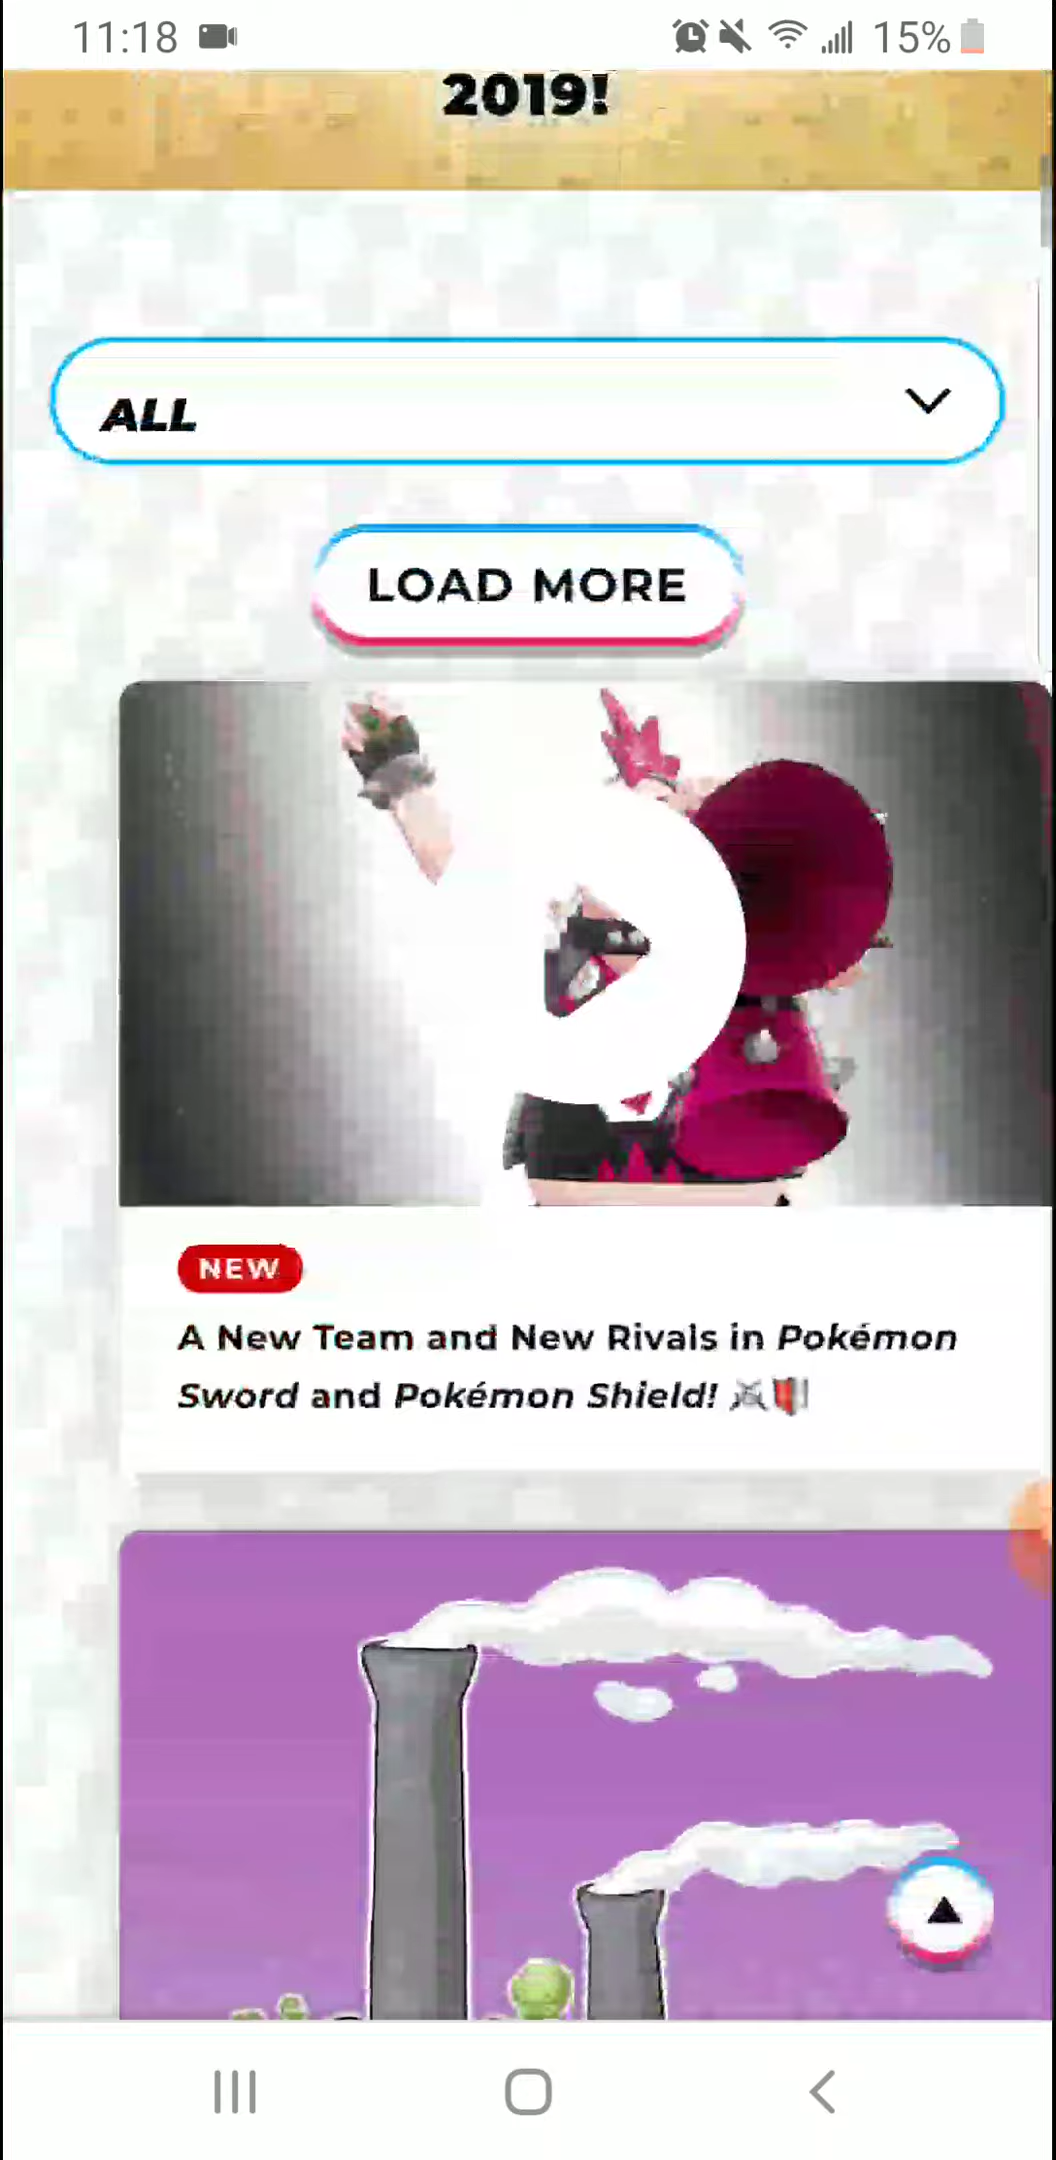 11:18 15%
2019!
ALL
LOAD MORE
NEW
A New Team and New Rivals in Pokémon
Sword and Pokémon Shield!